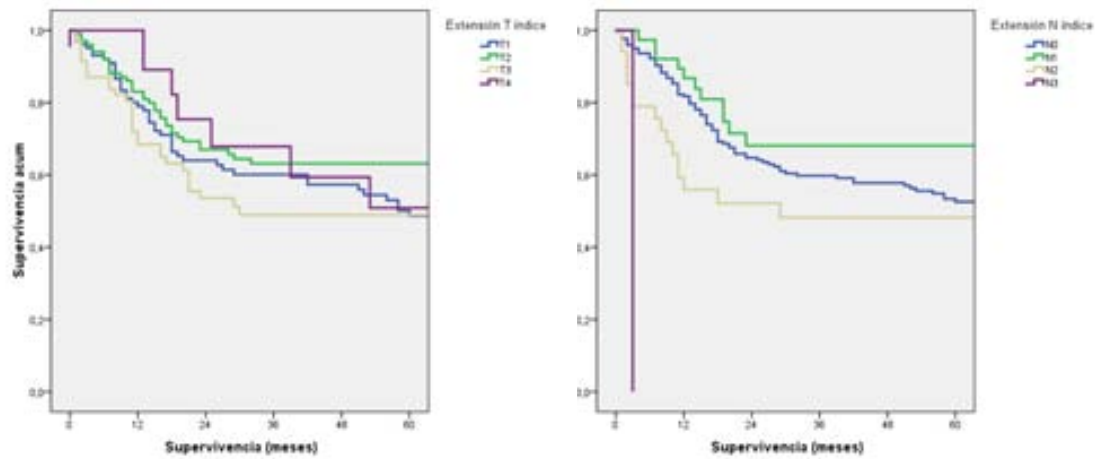 Extensión T índice
T1
T2
T3
T4
Supervivencia acum
1,0
0,8
0,6
0,4
0,2
0,0
0 12 24 36 48 60
Supervivencia (meses)
Extensión N índice
N0
N1
N2
N3
1,0
0,8
0,6
0,4
0,2
0,0
0 12 24 36 48 60
Supervivencia (meses)